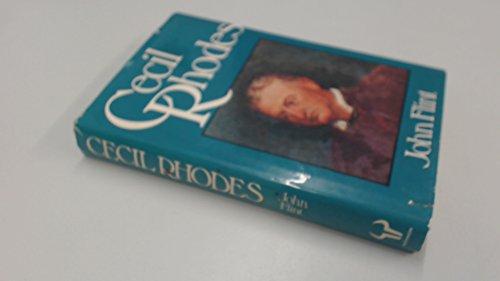 Cecil
Rhodes
John Flint
CECIL RHODES
John
Flint